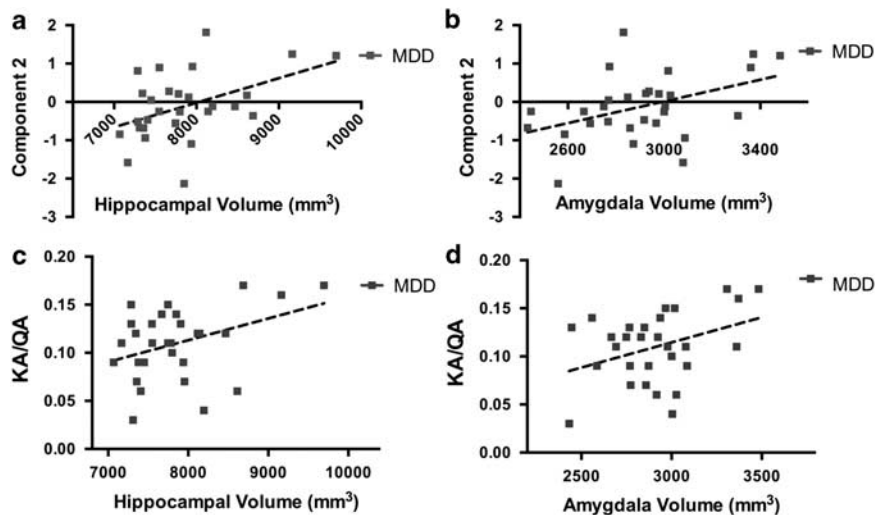 a
Component 2
2
1
0
-1
-2
-3
7000
8000
9000
10000
Hippocampal Volume (mm³)
MDD
b
Component 2
2
1
0
-1
-2
-3
2600
3000
3400
Amygdala Volume (mm³)
MDD
c
KA/QA
0.20
0.15
0.10
0.05
0.00
7000
8000
9000
10000
Hippocampal Volume (mm³)
MDD
d
KA/QA
0.20
0.15
0.10
0.05
0.00
2500
3000
3500
Amygdala Volume (mm³)
MDD